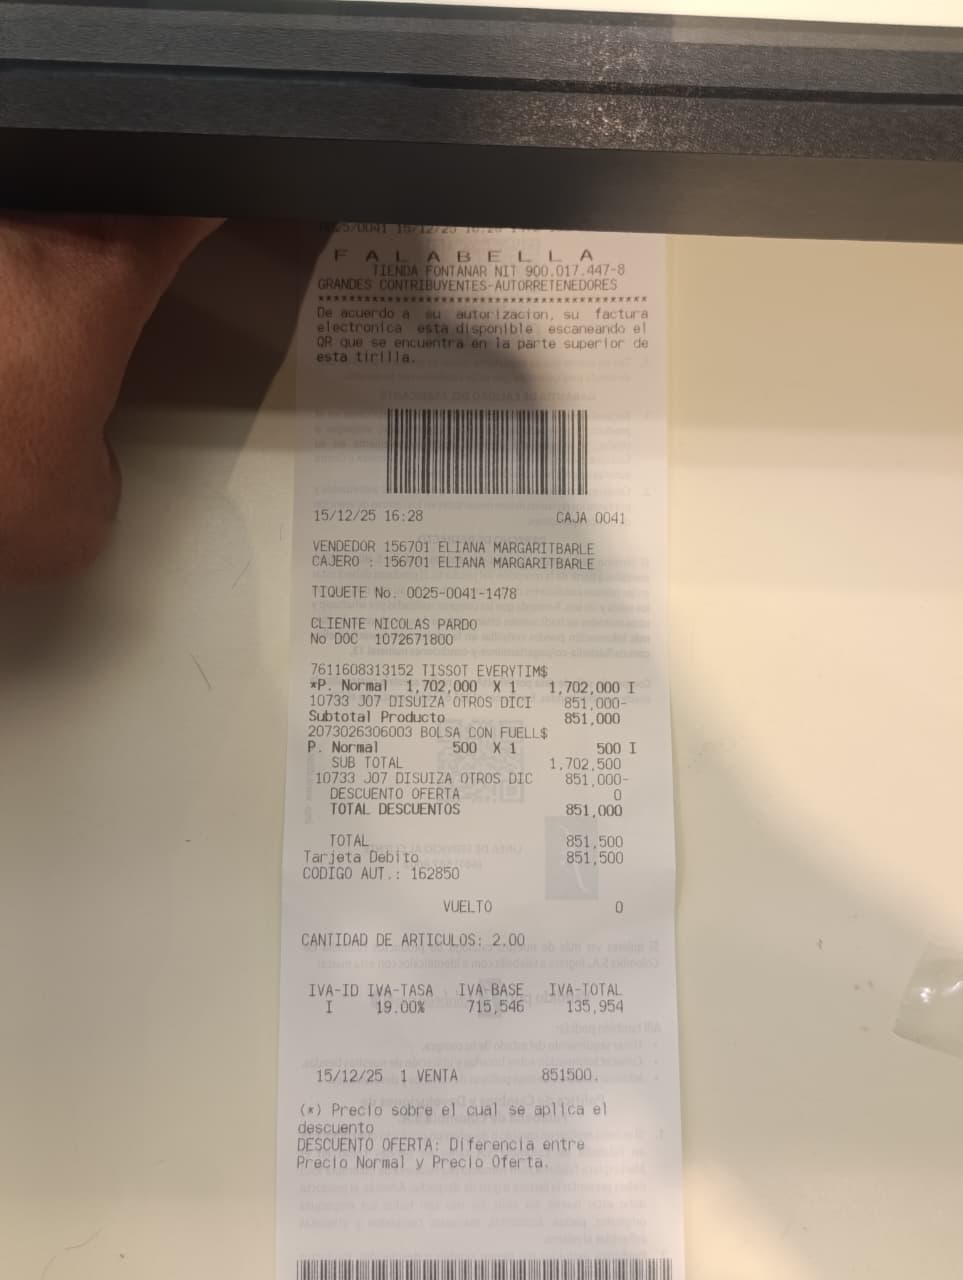 F A L A B E L L A
TIENDA FONTANAR NIT 900.017.447-8
GRANDES CONTRIBUYENTES-AUTORRETENEDORES
****************************************
De acuerdo a su autorizacion, su factura
electronica esta disponible escaneando el
QR que se encuentra en la parte superior de
esta tirilla.
15/12/25 16:28 CAJA 0041
VENDEDOR 156701 ELIANA MARGARITBARLE
CAJERO : 156701 ELIANA MARGARITBARLE
TIQUETE No. 0025-0041-1478
CLIENTE NICOLAS PARDO
No DOC 1072671800
7611608313152 TISSOT EVERYTIM$
*P. Normal 1,702,000 X 1 1,702,000 I
10733 J07 DISUIZA OTROS DICI 851,000-
Subtotal Producto 851,000
2073026306003 BOLSA CON FUELL$
P. Normal 500 X 1 500 I
SUB TOTAL 1,702,500
10733 J07 DISUIZA OTROS DIC 851,000-
DESCUENTO OFERTA 0
TOTAL DESCUENTOS 851,000
TOTAL 851,500
Tarjeta Debito 851,500
CODIGO AUT.: 162850
VUELTO 0
CANTIDAD DE ARTICULOS: 2.00
IVA-ID IVA-TASA IVA-BASE IVA-TOTAL
I 19.00% 715,546 135,954
15/12/25 1 VENTA 851500.
(*) Precio sobre el cual se aplica el
descuento
DESCUENTO OFERTA: Diferencia entre
Precio Normal y Precio Oferta.